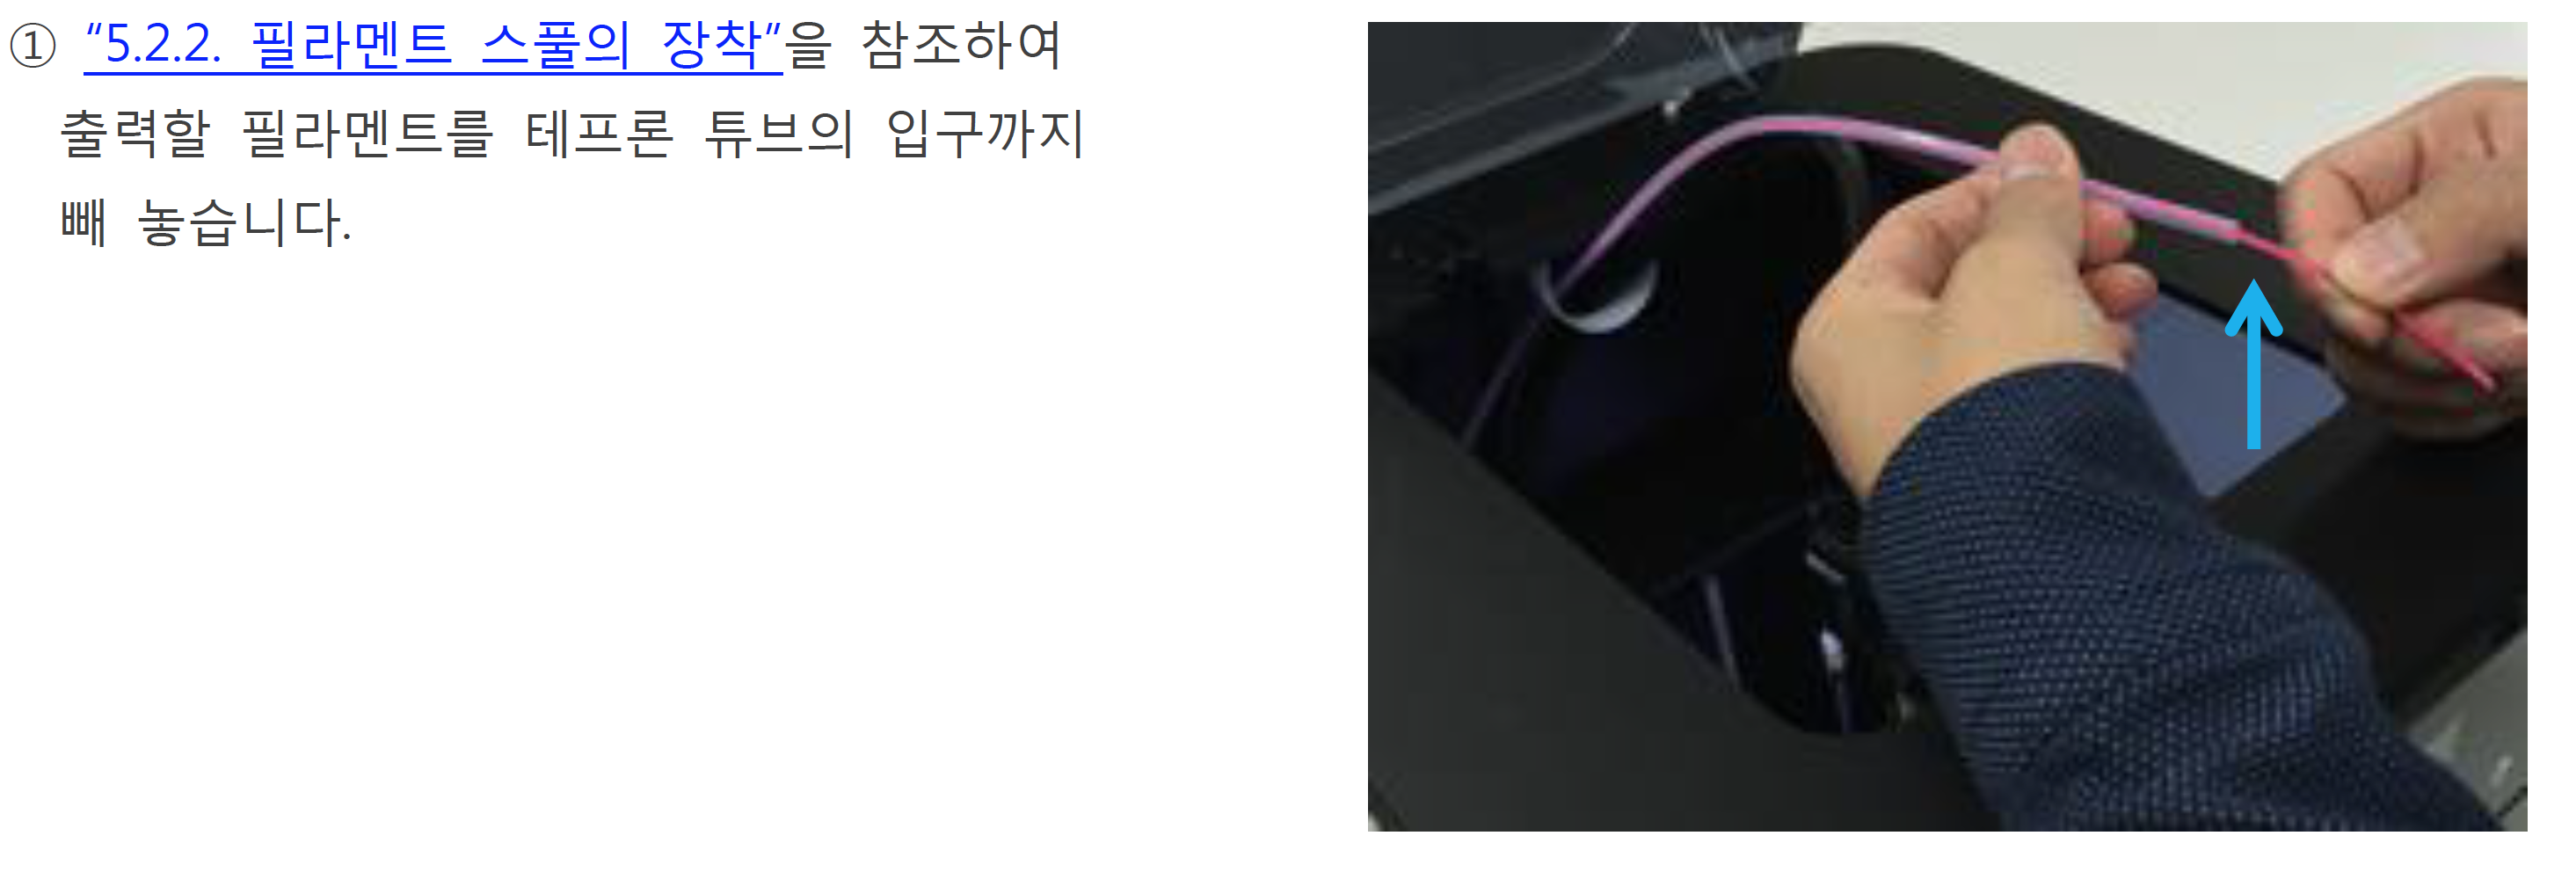 ① “5.2.2. 필라멘트 스풀의 장착”을 참조하여
출력할 필라멘트를 테프론 튜브의 입구까지
빼 놓습니다.